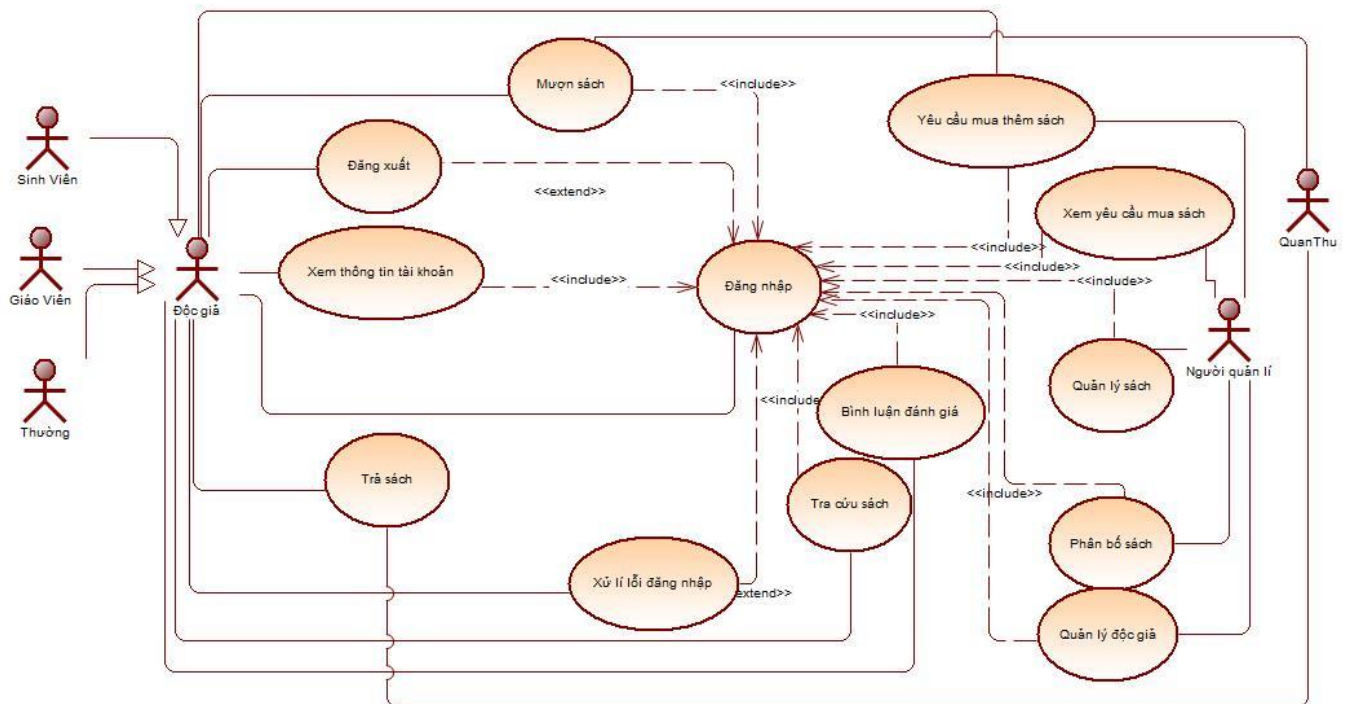 Mượn sách
<<include>>
Yêu cầu mua thêm sách
Sinh Viên
Đăng xuất
<<extend>>
Xem yêu cầu mua sách
QuanThu
Giáo Viên
Độc giả
Xem thông tin tài khoản
<<include>>
Đăng nhập
<<include>>
<<include>>
<<include>>
<<include>>
Người quản lí
Quản lý sách
Thường
<<include
Bình luận đánh giá
Trả sách
Tra cứu sách
<<include>>
Phân bố sách
Xử lí lỗi đăng nhập
extend>>
Quản lý độc giả